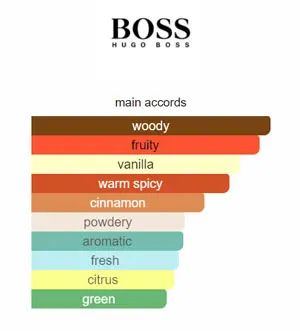 BOSS
HUGO BOSS
main accords
woody
fruity
vanilla
warm spicy
cinnamon
powdery
aromatic
fresh
citrus
green